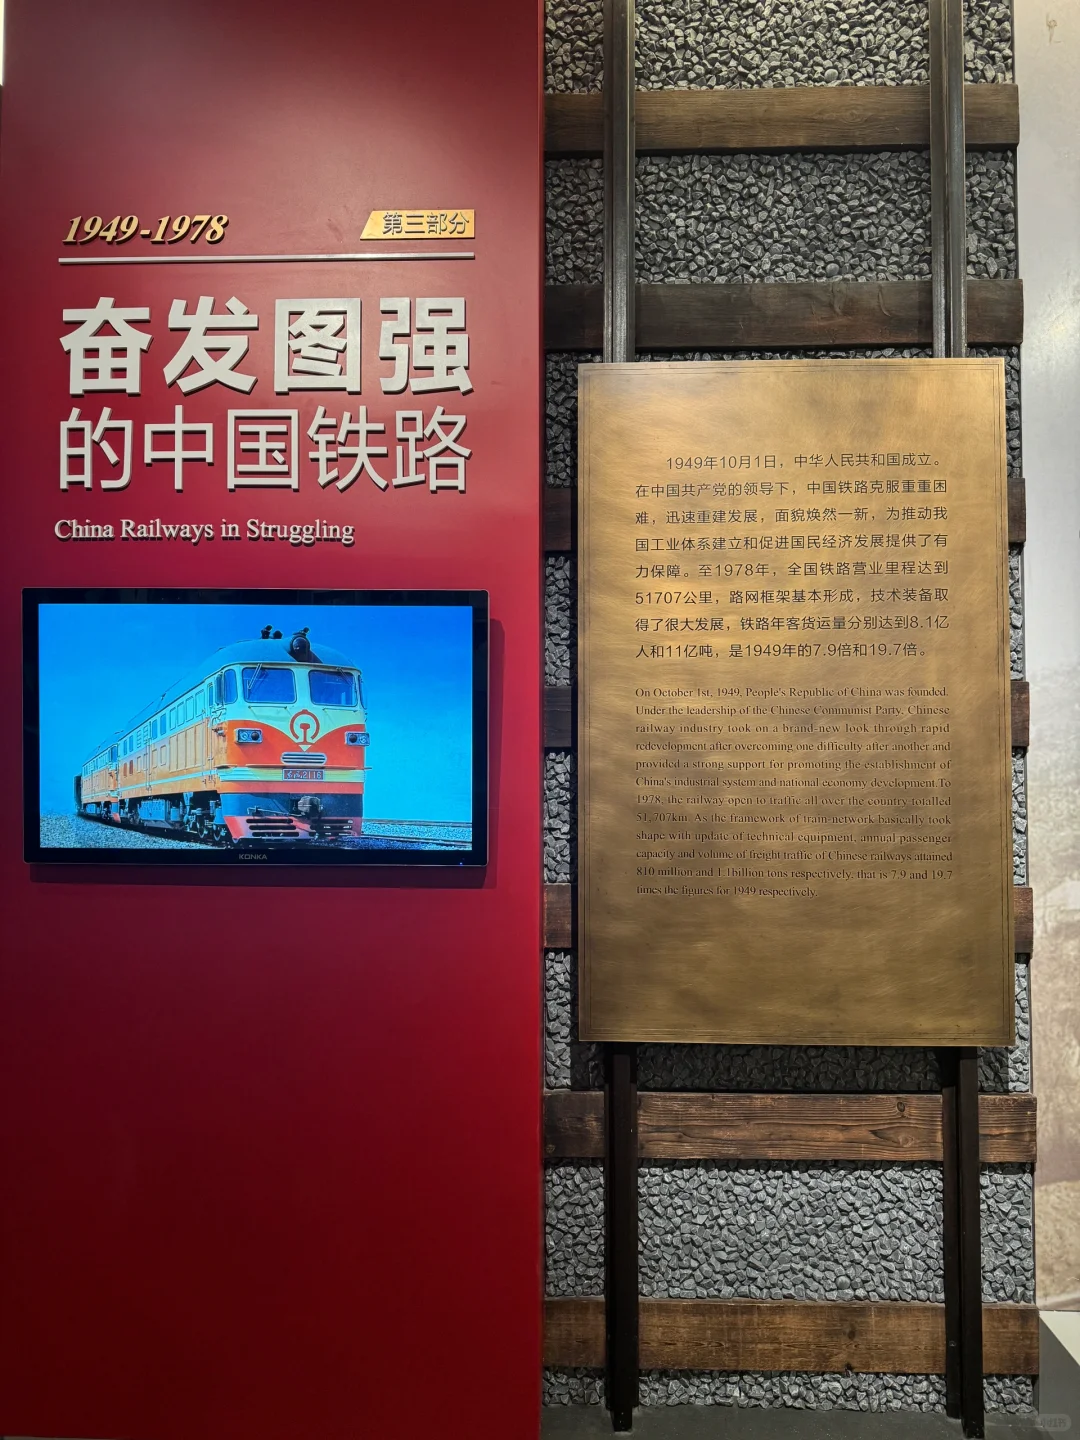 1949-1978
第三部分
奋发图强
的中国铁路
China Railways in Struggling
KONKA
1949年10月1日，中华人民共和国成立。
在中国共产党的领导下，中国铁路克服重重困
难，迅速重建发展，面貌焕然一新，为推动我
国工业体系建立和促进国民经济发展提供了有
力保障。至1978年，全国铁路营业里程达到
51707公里，路网框架基本形成，技术装备取
得了很大发展，铁路年客货运量分别达到8.1亿
人和11亿吨，是1949年的7.9倍和19.7倍。
On October 1st, 1949, People's Republic of China was founded.
Under the leadership of the Chinese Communist Party, Chinese
railway industry took on a brand-new look through rapid
redevelopment after overcoming one difficulty after another and
provided a strong support for promoting the establishment of
China's industrial system and national economy development.To
1978, the railway open to traffic all over the country totalled
51,707km. As the framework of train-network basically took
shape with update of technical equipment, annual passenger
capacity and volume of freight traffic of Chinese railways attained
810 million and 1.1billion tons respectively, that is 7.9 and 19.7
times the figures for 1949 respectively.